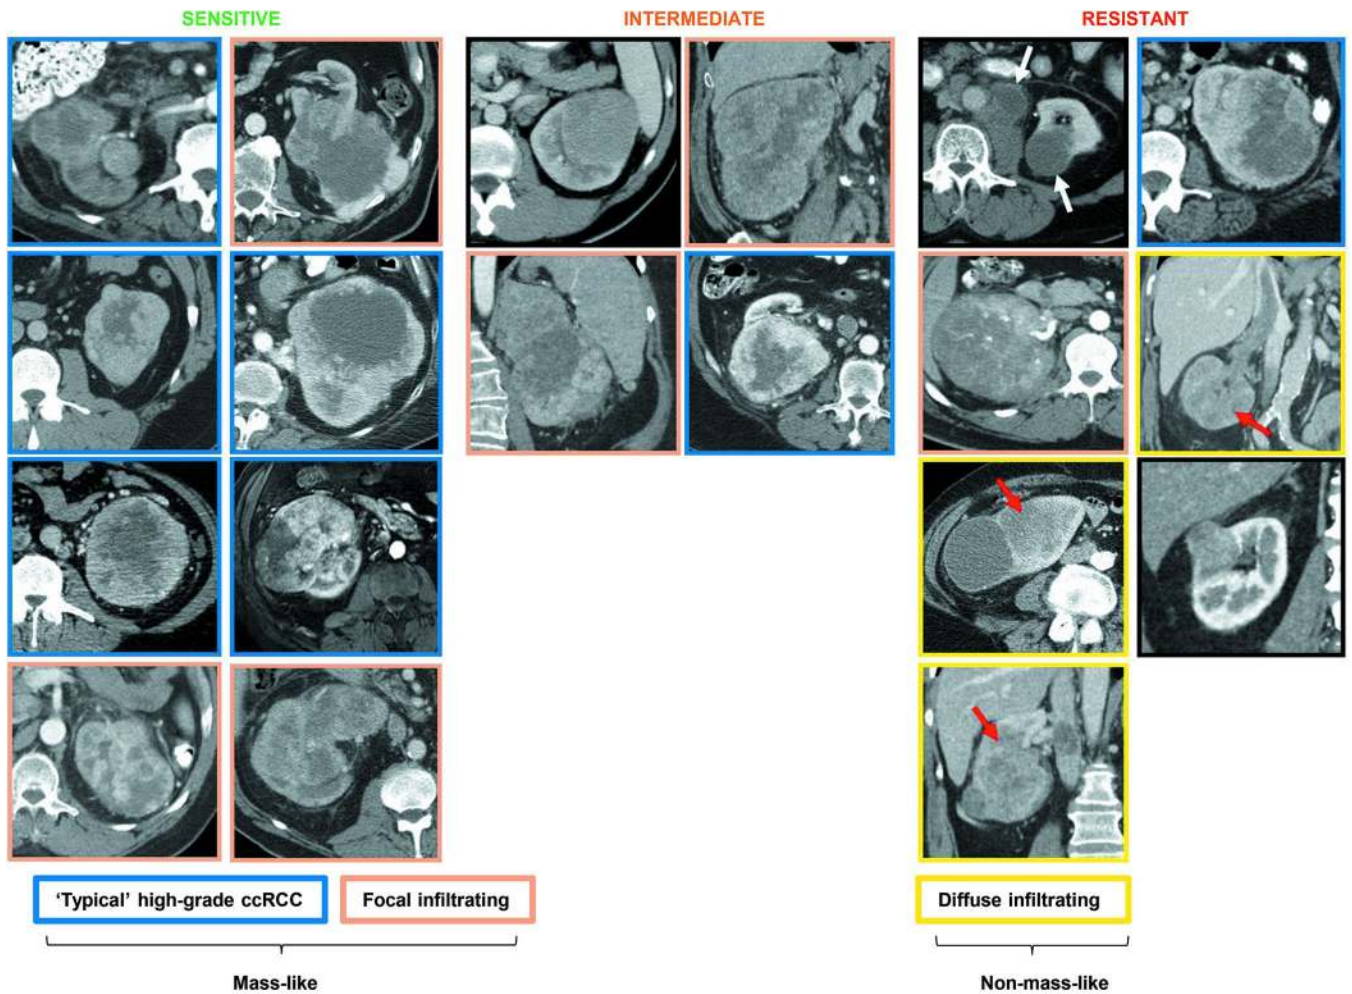 SENSITIVE
INTERMEDIATE
RESISTANT
‘Typical’ high-grade ccRCC
Focal infiltrating
Diffuse infiltrating
Mass-like
Non-mass-like